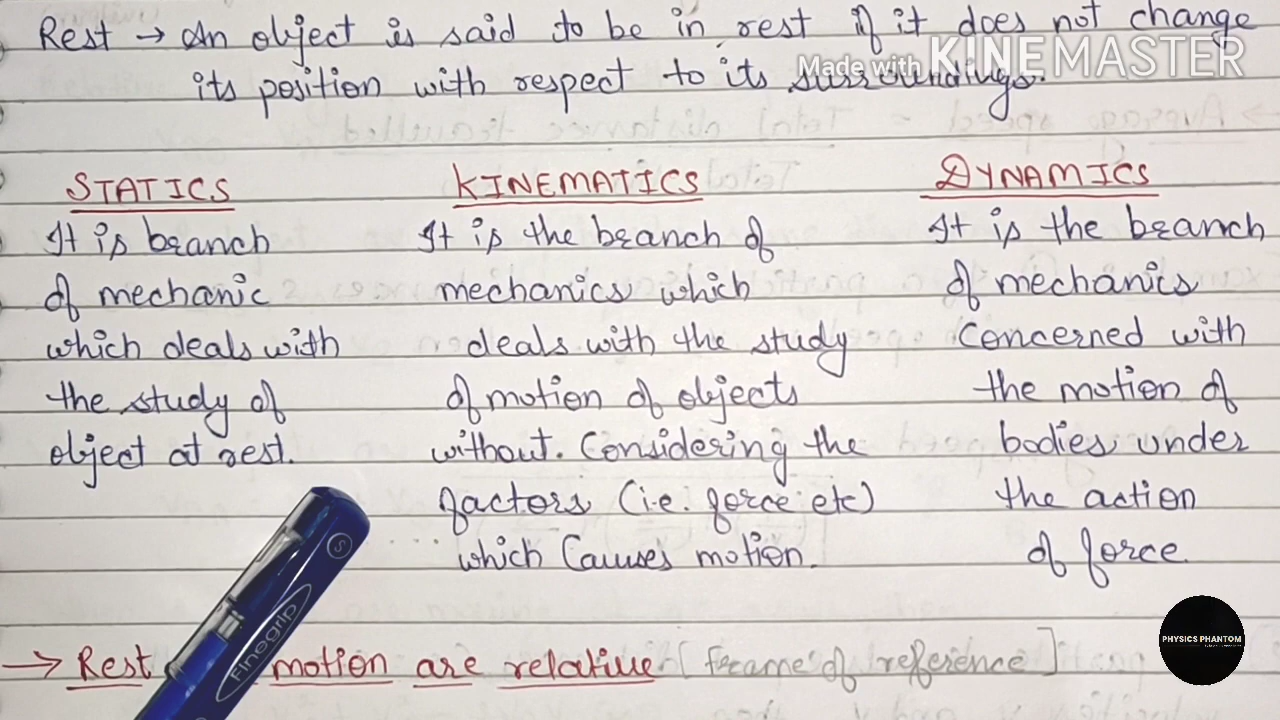 Rest → An object is said to be in rest if it does not change
Made with KINEMASTER
its position with respect to its surroundings.
STATICS
It is branch
of mechanic
which deals with
the study of
object at rest.
KINEMATICS
It is the branch of
mechanics which
deals with the study
of motion of objects
without. Considering the
factors (i.e. force etc)
which Causes motion.
DYNAMICS
It is the branch
of mechanics
Concerned with
the motion of
bodies under
the action
of force.
→ Rest motion are relative [Frame of reference]
Finegrip
S
PHYSICS PHANTOM